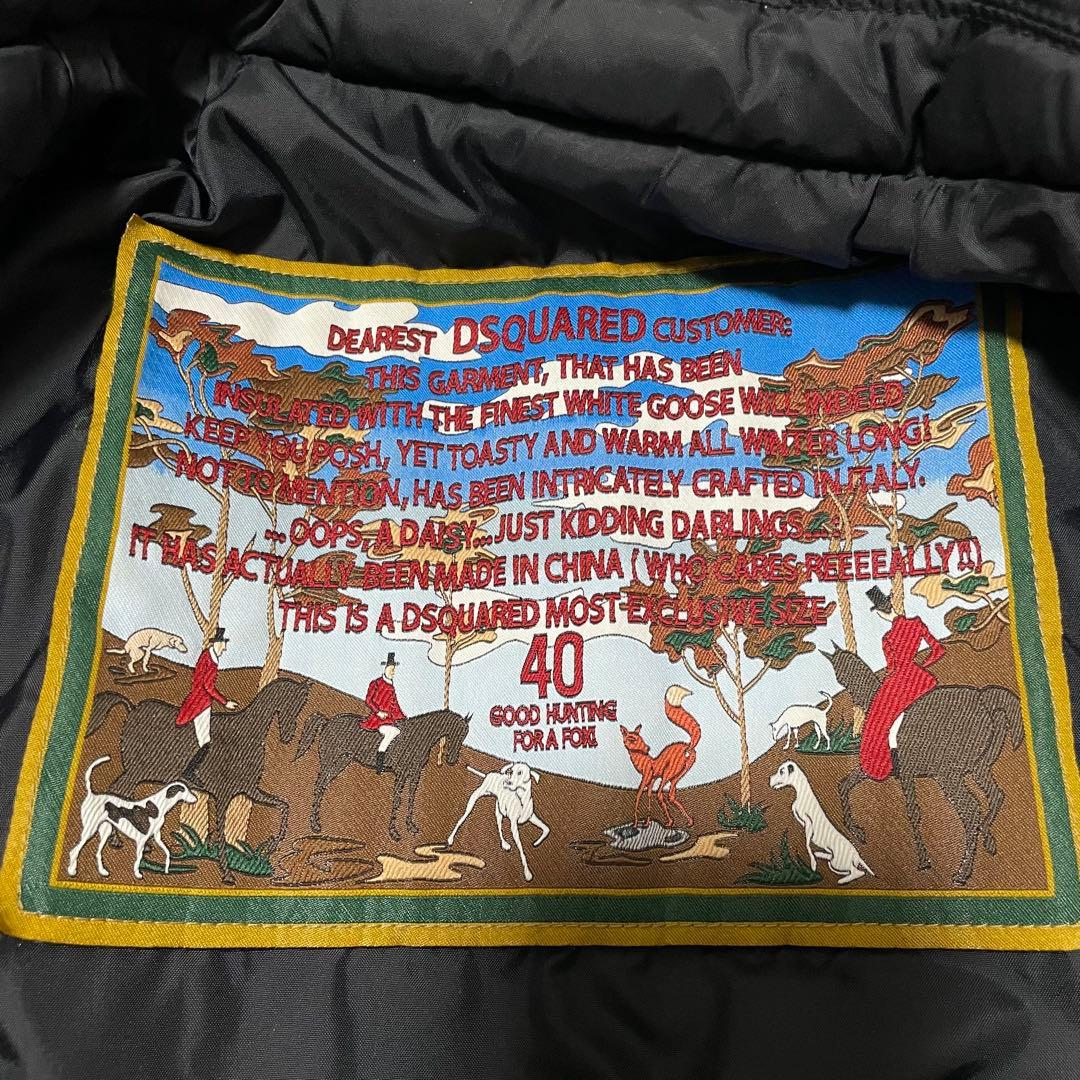 DEAREST DSQUARED CUSTOMER:
THIS GARMENT, THAT HAS BEEN
INSULATED WITH THE FINEST WHITE GOOSE WILL INDEED
KEEP YOU POSH, YET TOASTY AND WARM ALL WINTER LONG!
NOT TO MENTION, HAS BEEN INTRICATELY CRAFTED IN ITALY.
... OOPS, A DAISY... JUST KIDDING DARLINGS...
IT HAS ACTUALLY BEEN MADE IN CHINA (WHO CARES REEEEALLY!!)
THIS IS A DSQUARED MOST EXCLUSIVE SIZE
40
GOOD HUNTING
FOR A FOX!